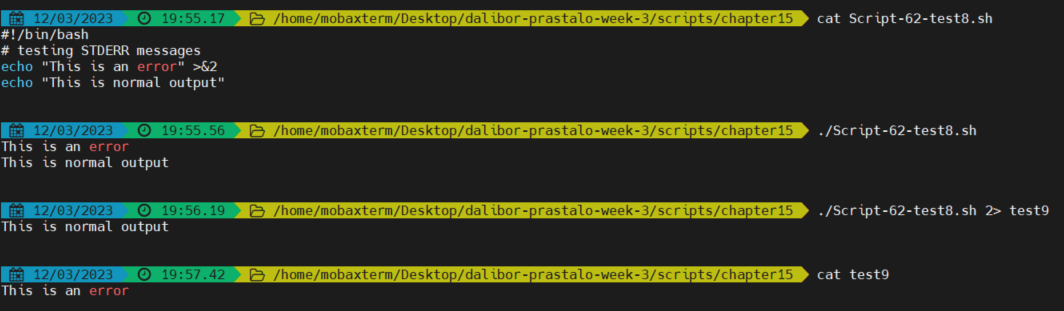 12/03/2023 19:55.17 /home/mobaxterm/Desktop/dalibor-prastalo-week-3/scripts/chapter15 cat Script-62-test8.sh
#!/bin/bash
# testing STDERR messages
echo "This is an error" >&2
echo "This is normal output"
12/03/2023 19:55.56 /home/mobaxterm/Desktop/dalibor-prastalo-week-3/scripts/chapter15 ./Script-62-test8.sh
This is an error
This is normal output
12/03/2023 19:56.19 /home/mobaxterm/Desktop/dalibor-prastalo-week-3/scripts/chapter15 ./Script-62-test8.sh 2> test9
This is normal output
12/03/2023 19:57.42 /home/mobaxterm/Desktop/dalibor-prastalo-week-3/scripts/chapter15 cat test9
This is an error